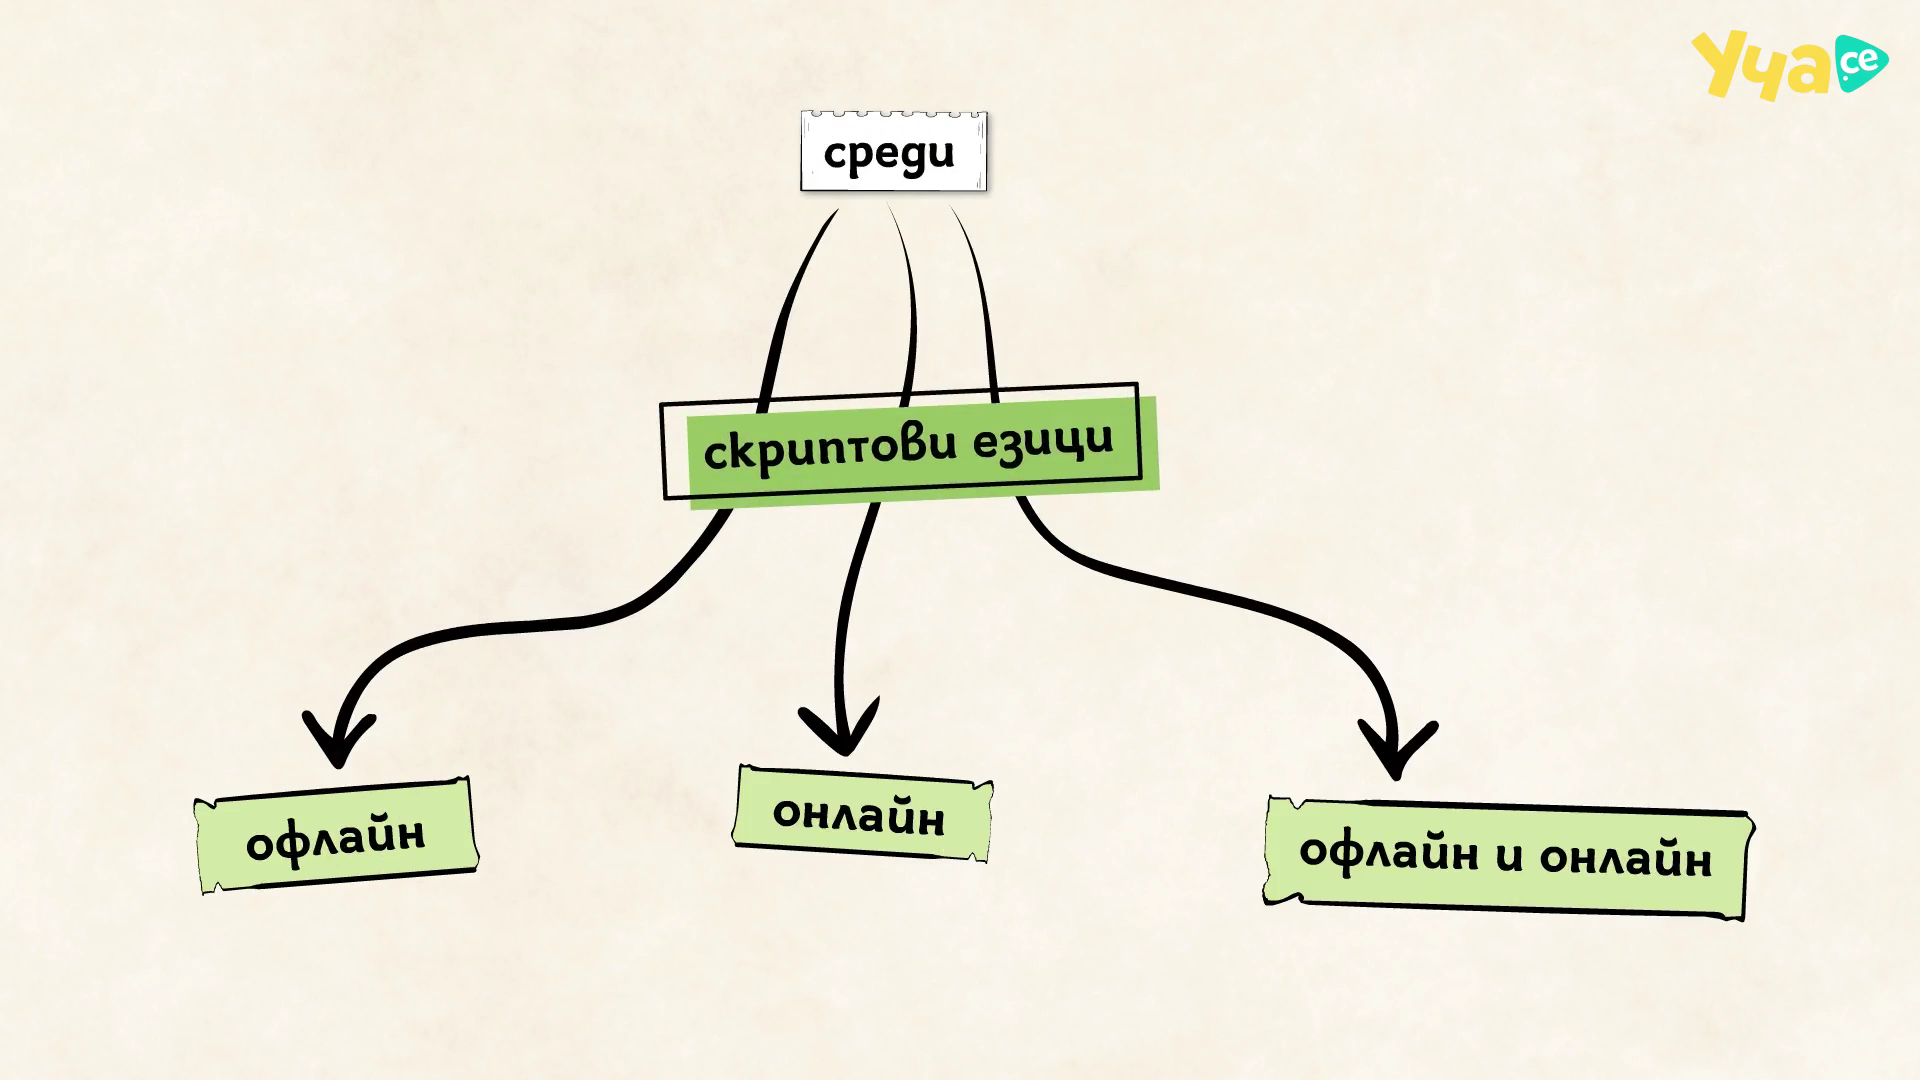 Уча.се
среди
скриптови езици
офлайн
онлайн
офлайн и онлайн